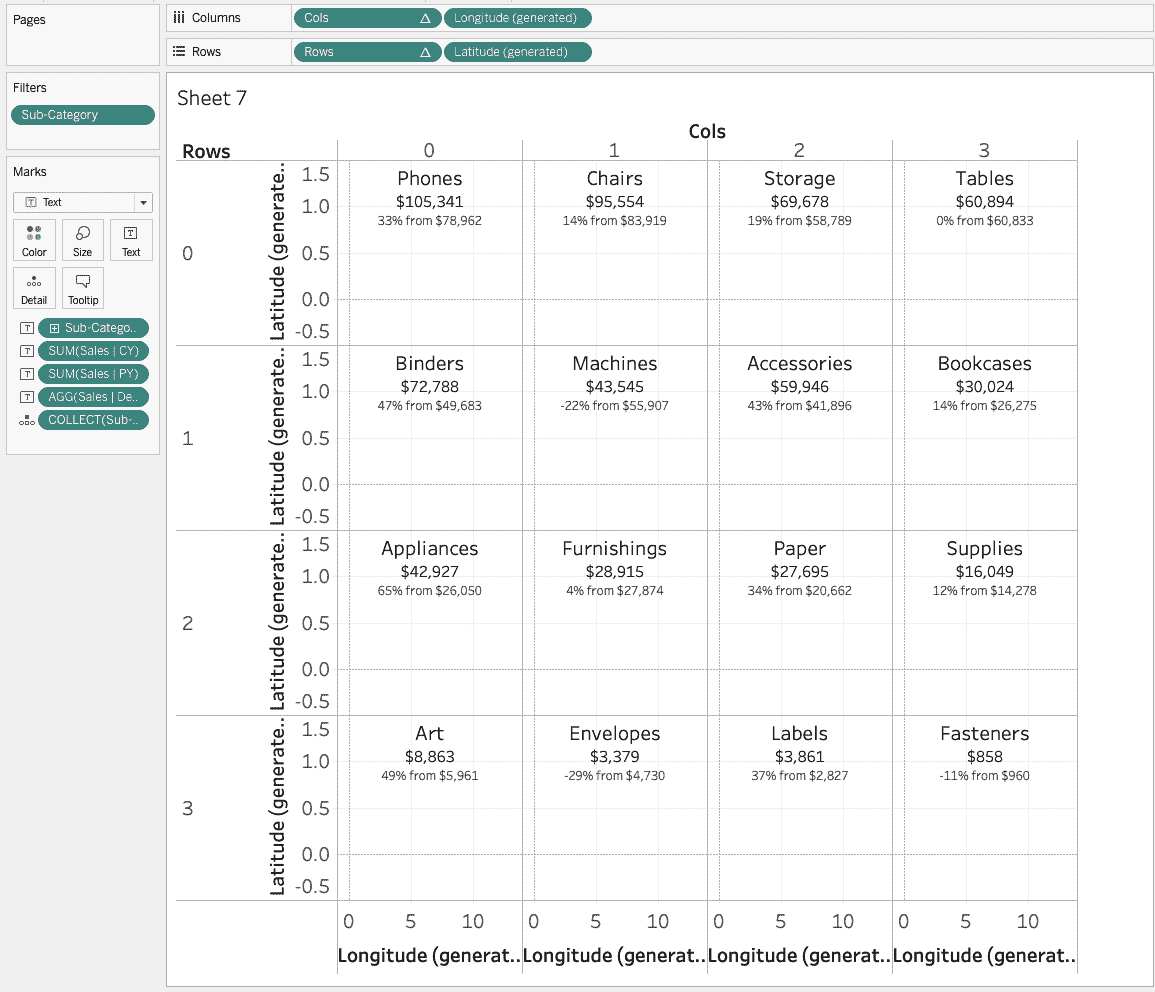 Pages
Columns
Cols
Longitude (generated)
Rows
Rows
Latitude (generated)
Filters
Sub-Category
Marks
Text
Color
Size
Text
Detail
Tooltip
Sub-Catego..
SUM(Sales | CY)
SUM(Sales | PY)
AGG(Sales | De..
COLLECT(Sub-..
Sheet 7
Cols
Rows
0 1 2 3
0
Latitude (generate..
1.5
1.0
0.5
0.0
-0.5
Phones
$105,341
33% from $78,962
Chairs
$95,554
14% from $83,919
Storage
$69,678
19% from $58,789
Tables
$60,894
0% from $60,833
1
Latitude (generate..
1.5
1.0
0.5
0.0
-0.5
Binders
$72,788
47% from $49,683
Machines
$43,545
-22% from $55,907
Accessories
$59,946
43% from $41,896
Bookcases
$30,024
14% from $26,275
2
Latitude (generate..
1.5
1.0
0.5
0.0
-0.5
Appliances
$42,927
65% from $26,050
Furnishings
$28,915
4% from $27,874
Paper
$27,695
34% from $20,662
Supplies
$16,049
12% from $14,278
3
Latitude (generate..
1.5
1.0
0.5
0.0
-0.5
Art
$8,863
49% from $5,961
Envelopes
$3,379
-29% from $4,730
Labels
$3,861
37% from $2,827
Fasteners
$858
-11% from $960
0 5 10 0 5 10 0 5 10 0 5 10
Longitude (generat.. Longitude (generat.. Longitude (generat.. Longitude (generat..